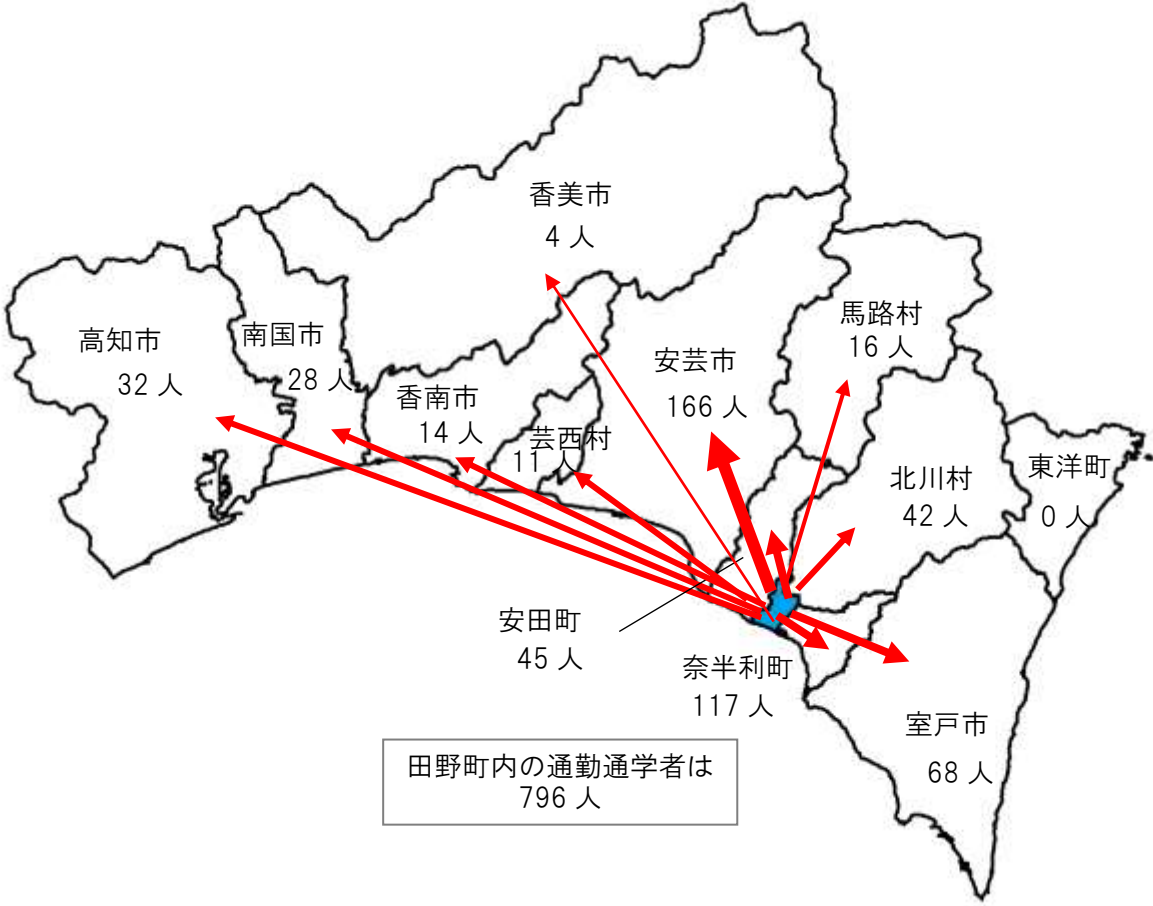 香美市
4 人
馬路村
16 人
高知市
32 人
南国市
28 人
安芸市
166 人
香南市
14 人
芸西村
11 人
北川村
42 人
東洋町
0 人
安田町
45 人
奈半利町
117 人
室戸市
68 人
田野町内の通勤通学者は
796 人